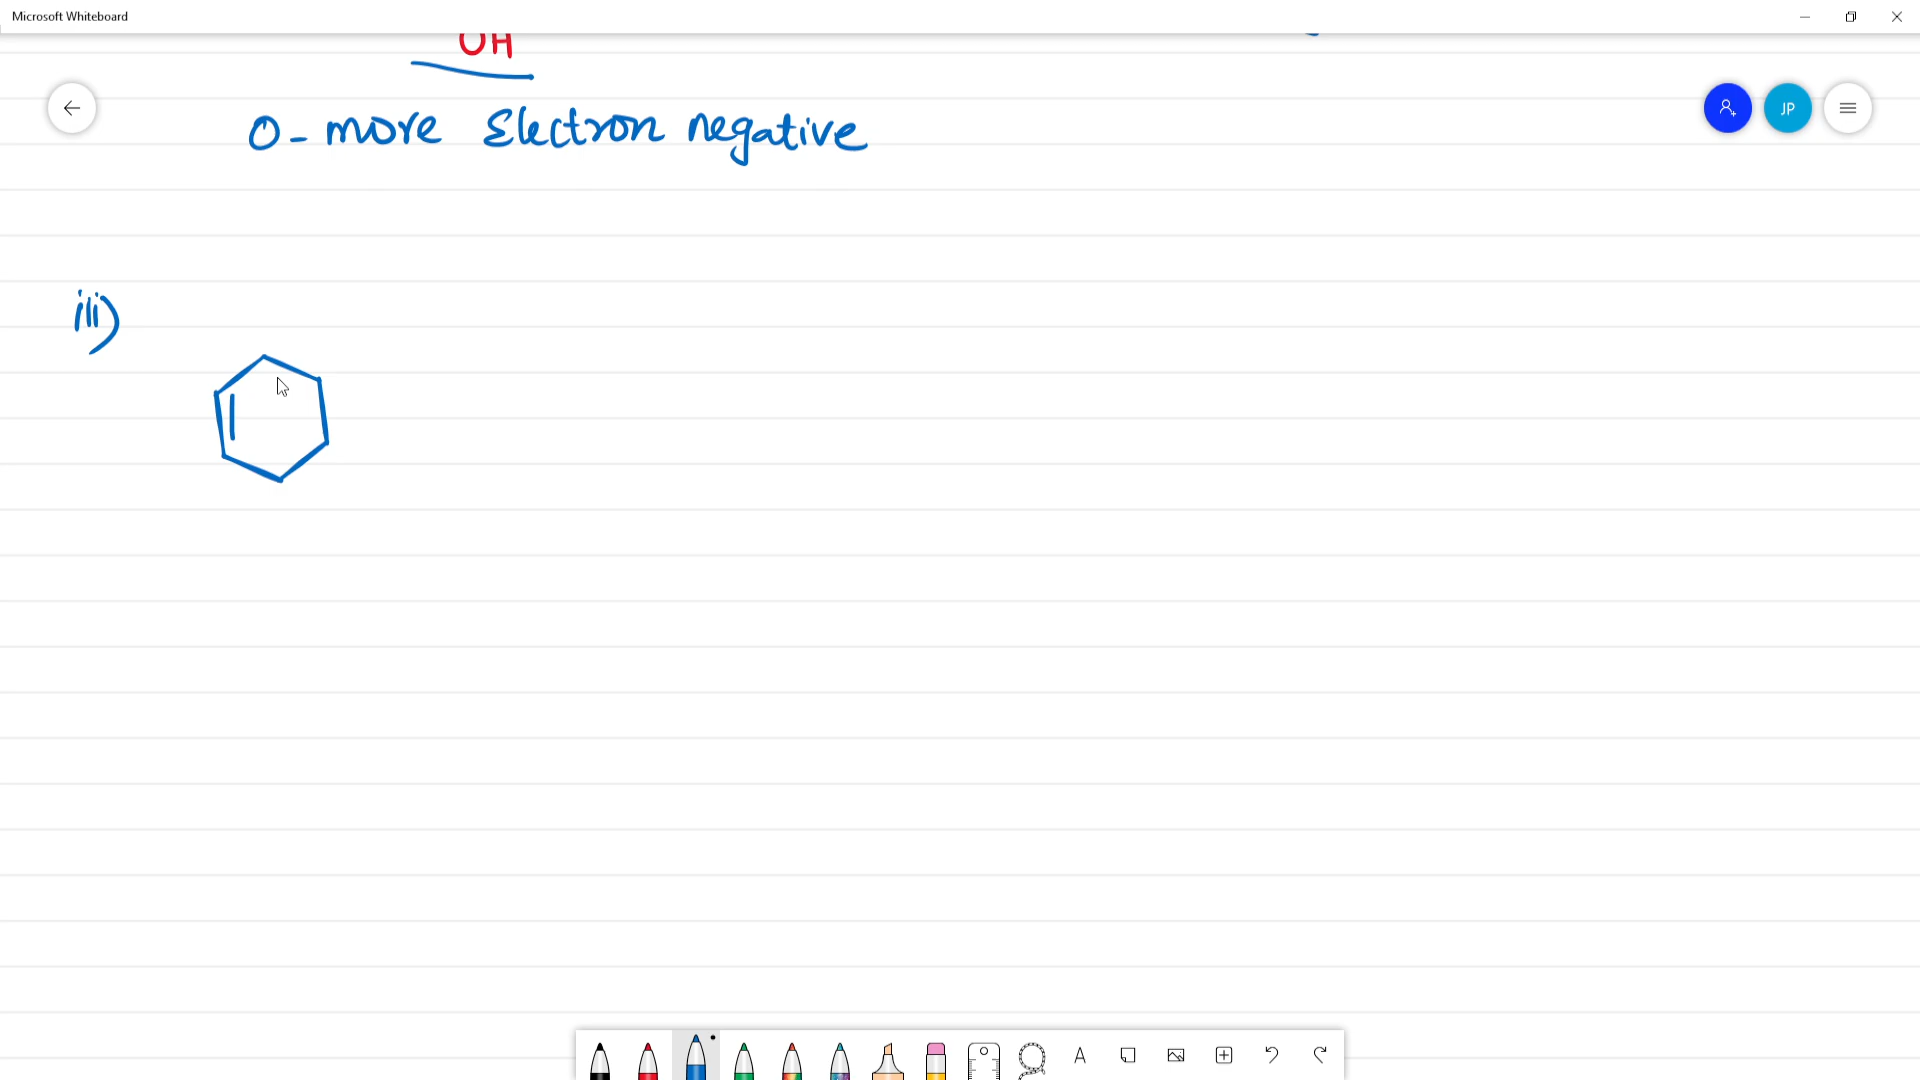 Microsoft Whiteboard
OH
O - more Electron negative
JP
iii)
A